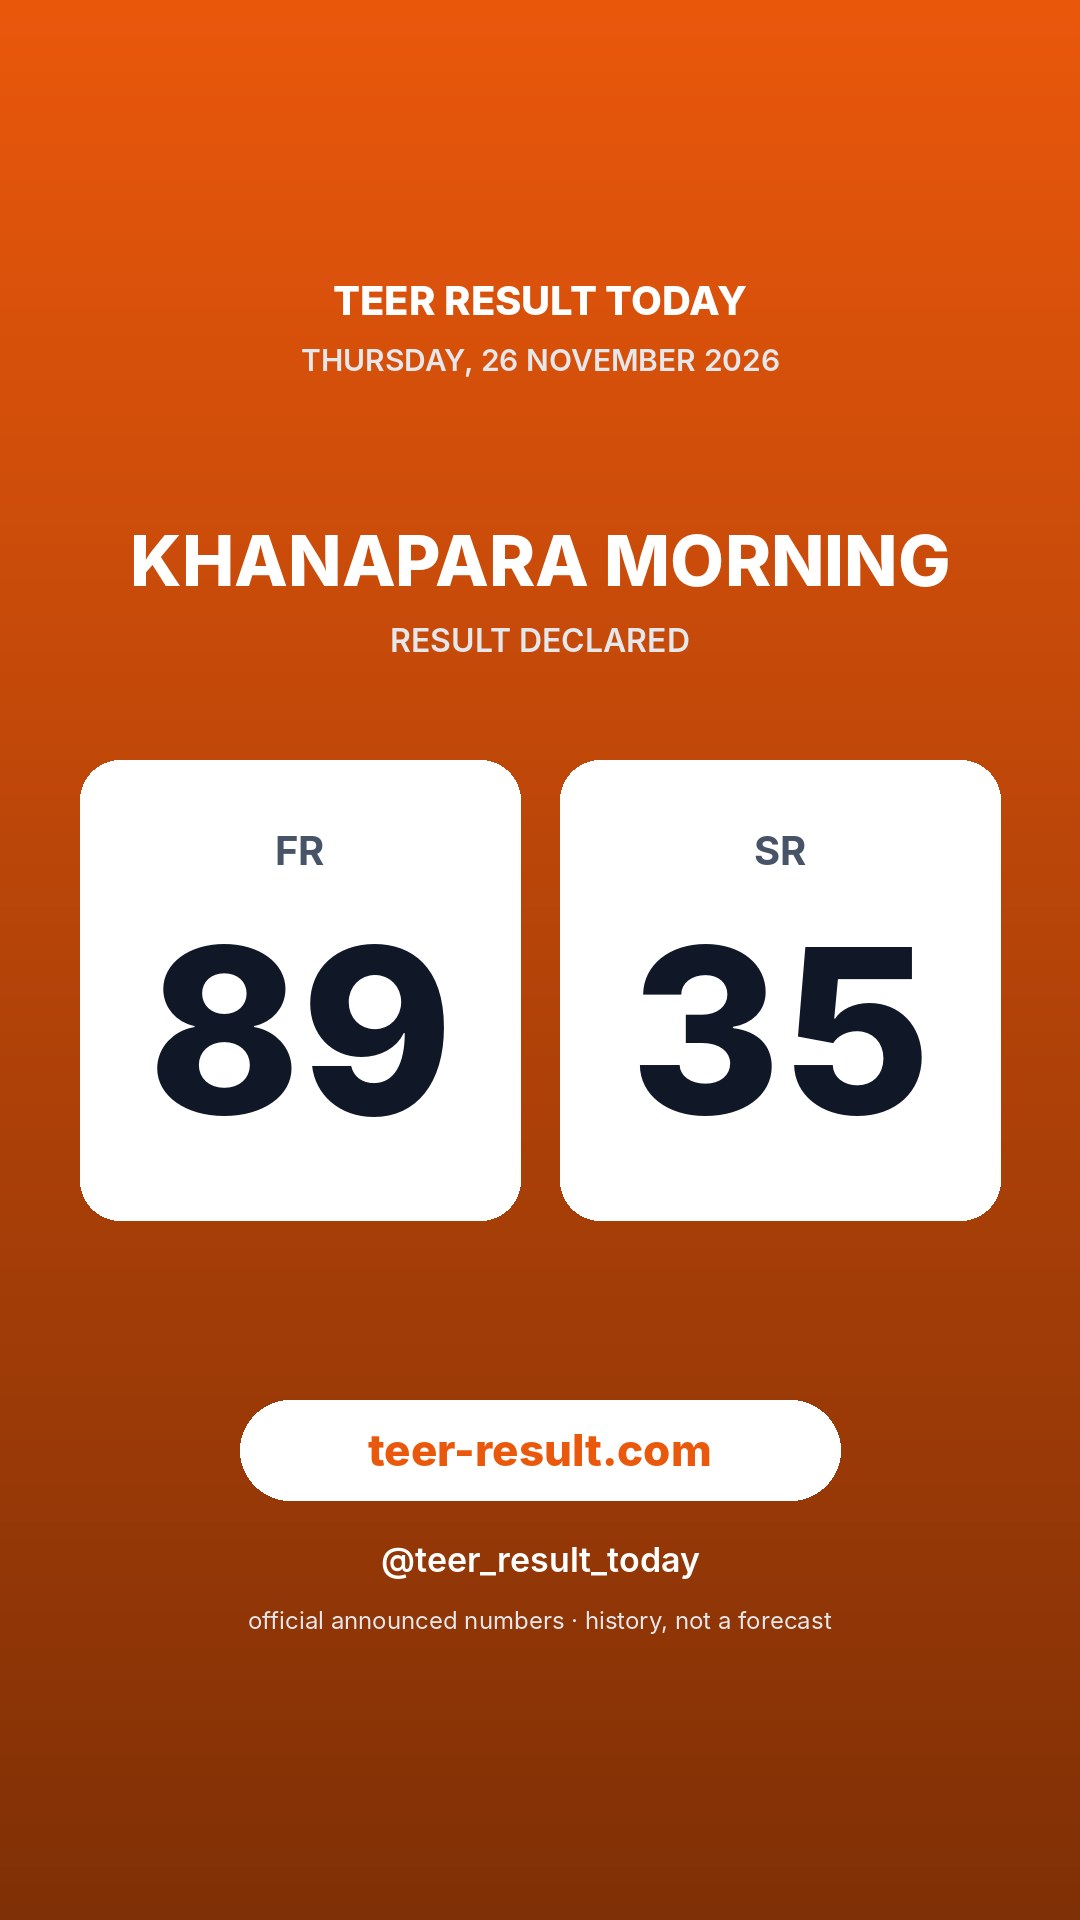 TEER RESULT TODAY
THURSDAY, 26 NOVEMBER 2026
KHANAPARA MORNING
RESULT DECLARED
FR
89
SR
35
teer-result.com
@teer_result_today
official announced numbers · history, not a forecast